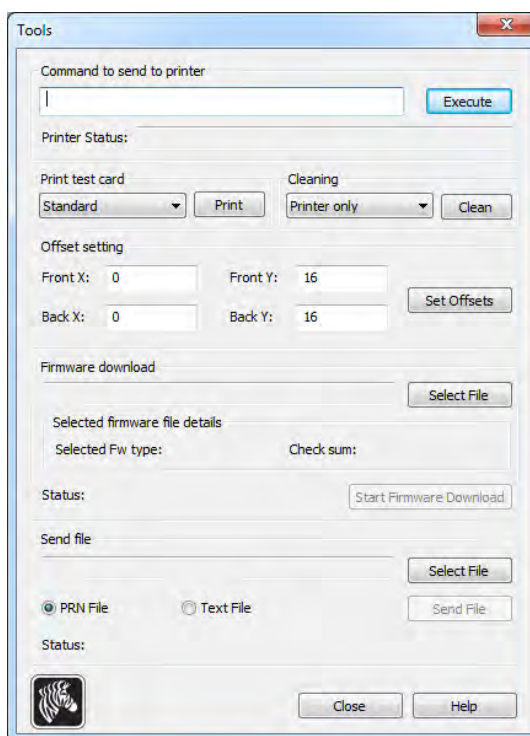 Tools
Command to send to printer
Execute
Printer Status:
Print test card Cleaning
Standard Print Printer only Clean
Offset setting
Front X: 0 Front Y: 16
Set Offsets
Back X: 0 Back Y: 16
Firmware download
Select File
Selected firmware file details
Selected Fw type: Check sum:
Status: Start Firmware Download
Send file
Select File
PRN File Text File Send File
Status:
Close Help